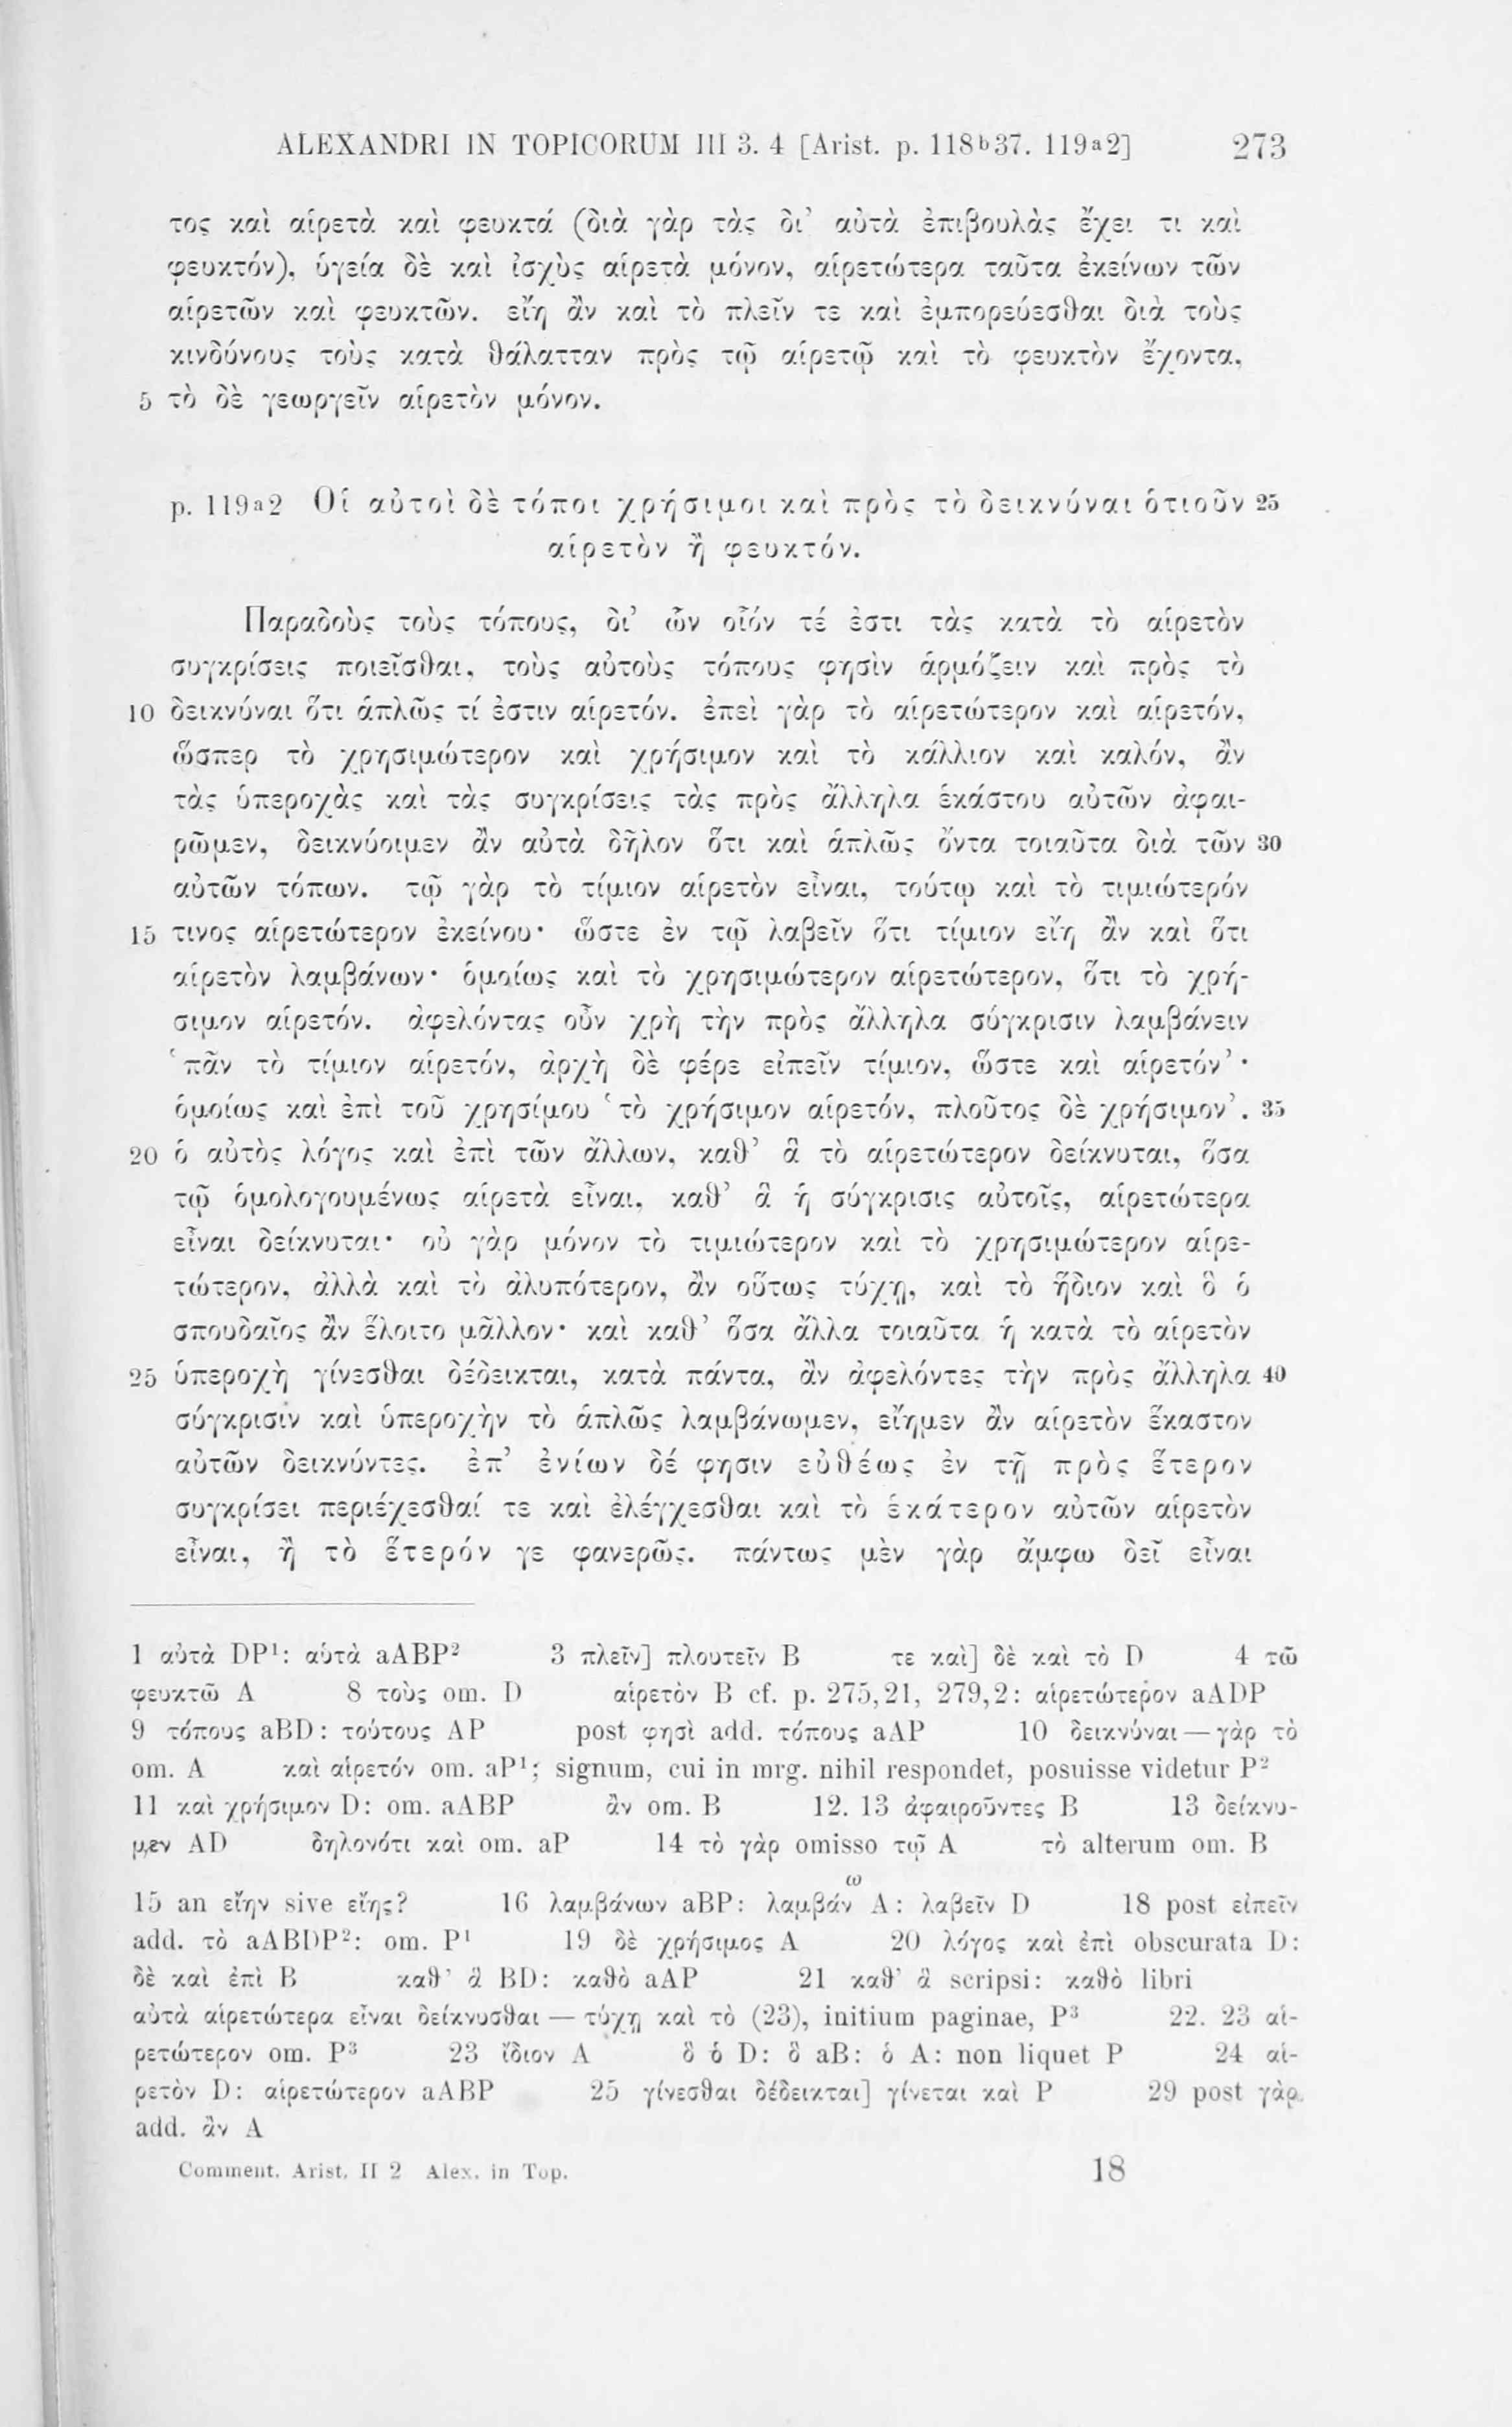 ALEXANDRI IN TOPICORUM III 3. 4 [Arist. p. 118ᵇ37. 119ᵃ2] 273
τος καὶ αἱρετὰ καὶ φευκτά (διὰ γὰρ τὰς δι᾽ αὐτὰ ἐπιβουλὰς ἔχει τι καὶ
φευκτόν), ὑγεία δὲ καὶ ἰσχὺς αἱρετὰ μόνον, αἱρετώτερα ταῦτα ἐκείνων τῶν
αἱρετῶν καὶ φευκτῶν. εἴη ἂν καὶ τὸ πλεῖν τε καὶ ἐμπορεύεσθαι διὰ τοὺς
κινδύνους τοὺς κατὰ θάλατταν πρὸς τῷ αἱρετῷ καὶ τὸ φευκτὸν ἔχοντα,
5 τὸ δὲ γεωργεῖν αἱρετὸν μόνον.
p. 119ᵃ2 Οἱ αὐτοὶ δὲ τόποι χρήσιμοι καὶ πρὸς τὸ δεικνύναι ὁτιοῦν 25
αἱρετὸν ἢ φευκτόν.
Παραδοὺς τοὺς τόπους, δι᾽ ὧν οἷόν τέ ἐστι τὰς κατὰ τὸ αἱρετὸν
συγκρίσεις ποιεῖσθαι, τοὺς αὐτοὺς τόπους φησὶν ἁρμόζειν καὶ πρὸς τὸ
10 δεικνύναι ὅτι ἁπλῶς τί ἐστιν αἱρετόν. ἐπεὶ γὰρ τὸ αἱρετώτερον καὶ αἱρετόν,
ὥσπερ τὸ χρησιμώτερον καὶ χρήσιμον καὶ τὸ κάλλιον καὶ καλόν, ἂν
τὰς ὑπεροχὰς καὶ τὰς συγκρίσεις τὰς πρὸς ἄλληλα ἑκάστου αὐτῶν ἀφαι-
ρῶμεν, δεικνύοιμεν ἂν αὐτὰ δῆλον ὅτι καὶ ἁπλῶς ὄντα τοιαῦτα διὰ τῶν 30
αὐτῶν τόπων. τῷ γὰρ τὸ τίμιον αἱρετὸν εἶναι, τούτῳ καὶ τὸ τιμιώτερόν
15 τινος αἱρετώτερον ἐκείνου· ὥστε ἐν τῷ λαβεῖν ὅτι τίμιον εἴη ἂν καὶ ὅτι
αἱρετὸν λαμβάνων· ὁμοίως καὶ τὸ χρησιμώτερον αἱρετώτερον, ὅτι τὸ χρή-
σιμον αἱρετόν. ἀφελόντας οὖν χρὴ τὴν πρὸς ἄλληλα σύγκρισιν λαμβάνειν
‘πᾶν τὸ τίμιον αἱρετόν, ἀρχὴ δὲ φέρε εἰπεῖν τίμιον, ὥστε καὶ αἱρετόν’·
ὁμοίως καὶ ἐπὶ τοῦ χρησίμου ‘τὸ χρήσιμον αἱρετόν, πλοῦτος δὲ χρήσιμον’. 35
20 ὁ αὐτὸς λόγος καὶ ἐπὶ τῶν ἄλλων, καθ᾽ ἃ τὸ αἱρετώτερον δείκνυται, ὅσα
τῷ ὁμολογουμένως αἱρετὰ εἶναι, καθ᾽ ἃ ἡ σύγκρισις αὐτοῖς, αἱρετώτερα
εἶναι δείκνυται· οὐ γὰρ μόνον τὸ τιμιώτερον καὶ τὸ χρησιμώτερον αἱρε-
τώτερον, ἀλλὰ καὶ τὸ ἀλυπότερον, ἂν οὕτως τύχῃ, καὶ τὸ ἥδιον καὶ ὃ ὁ
σπουδαῖος ἂν ἕλοιτο μᾶλλον· καὶ καθ᾽ ὅσα ἄλλα τοιαῦτα ἡ κατὰ τὸ αἱρετὸν
25 ὑπεροχὴ γίνεσθαι δέδεικται, κατὰ πάντα, ἂν ἀφελόντες τὴν πρὸς ἄλληλα 40
σύγκρισιν καὶ ὑπεροχὴν τὸ ἁπλῶς λαμβάνωμεν, εἴημεν ἂν αἱρετὸν ἕκαστον
αὐτῶν δεικνύντες. ἐπ᾽ ἐνίων δέ φησιν εὐθέως ἐν τῇ πρὸς ἕτερον
συγκρίσει περιέχεσθαί τε καὶ ἐλέγχεσθαι καὶ τὸ ἑκάτερον αὐτῶν αἱρετὸν
εἶναι, ἢ τὸ ἕτερόν γε φανερῶς. πάντως μὲν γὰρ ἄμφω δεῖ εἶναι
1 αὐτὰ DP¹: αὑτὰ aABP² 3 πλεῖν] πλουτεῖν B τε καὶ] δὲ καὶ τὸ D 4 τῶ
φευκτῶ A 8 τοὺς om. D αἱρετὸν B cf. p. 275,21, 279,2: αἱρετώτερον aADP
9 τόπους aBD: τούτους AP post φησὶ add. τόπους aAP 10 δεικνύναι — γὰρ τὸ
om. A καὶ αἱρετόν om. aP¹; signum, cui in mrg. nihil respondet, posuisse videtur P²
11 καὶ χρήσιμον D: om. aABP ἂν om. B 12. 13 ἀφαιροῦντες B 13 δείκνυ-
μεν AD δηλονότι καὶ om. aP 14 τὸ γὰρ omisso τῷ A τὸ alterum om. B
15 an εἴην sive εἴης? 16 λαμβάνων aBP: λαμβάν^ω A: λαβεῖν D 18 post εἰπεῖν
add. τὸ aABDP²: om. P¹ 19 δὲ χρήσιμος A 20 λόγος καὶ ἐπὶ obscurata D:
δὲ καὶ ἐπὶ B καθ᾽ ἃ BD: καθὸ aAP 21 καθ᾽ ἃ scripsi: καθὸ libri
αὐτὰ αἱρετώτερα εἶναι δείκνυσθαι — τύχῃ καὶ τὸ (23), initium paginae, P³ 22. 23 αἱ-
ρετώτερον om. P³ 23 ἴδιον A ὃ ὁ D: ὃ aB: ὁ A: non liquet P 24 αἱ-
ρετὸν D: αἱρετώτερον aABP 25 γίνεσθαι δέδεικται] γίνεται καὶ P 29 post γὰρ
add. ἂν A
Comment. Arist. II 2 Alex. in Top. 18